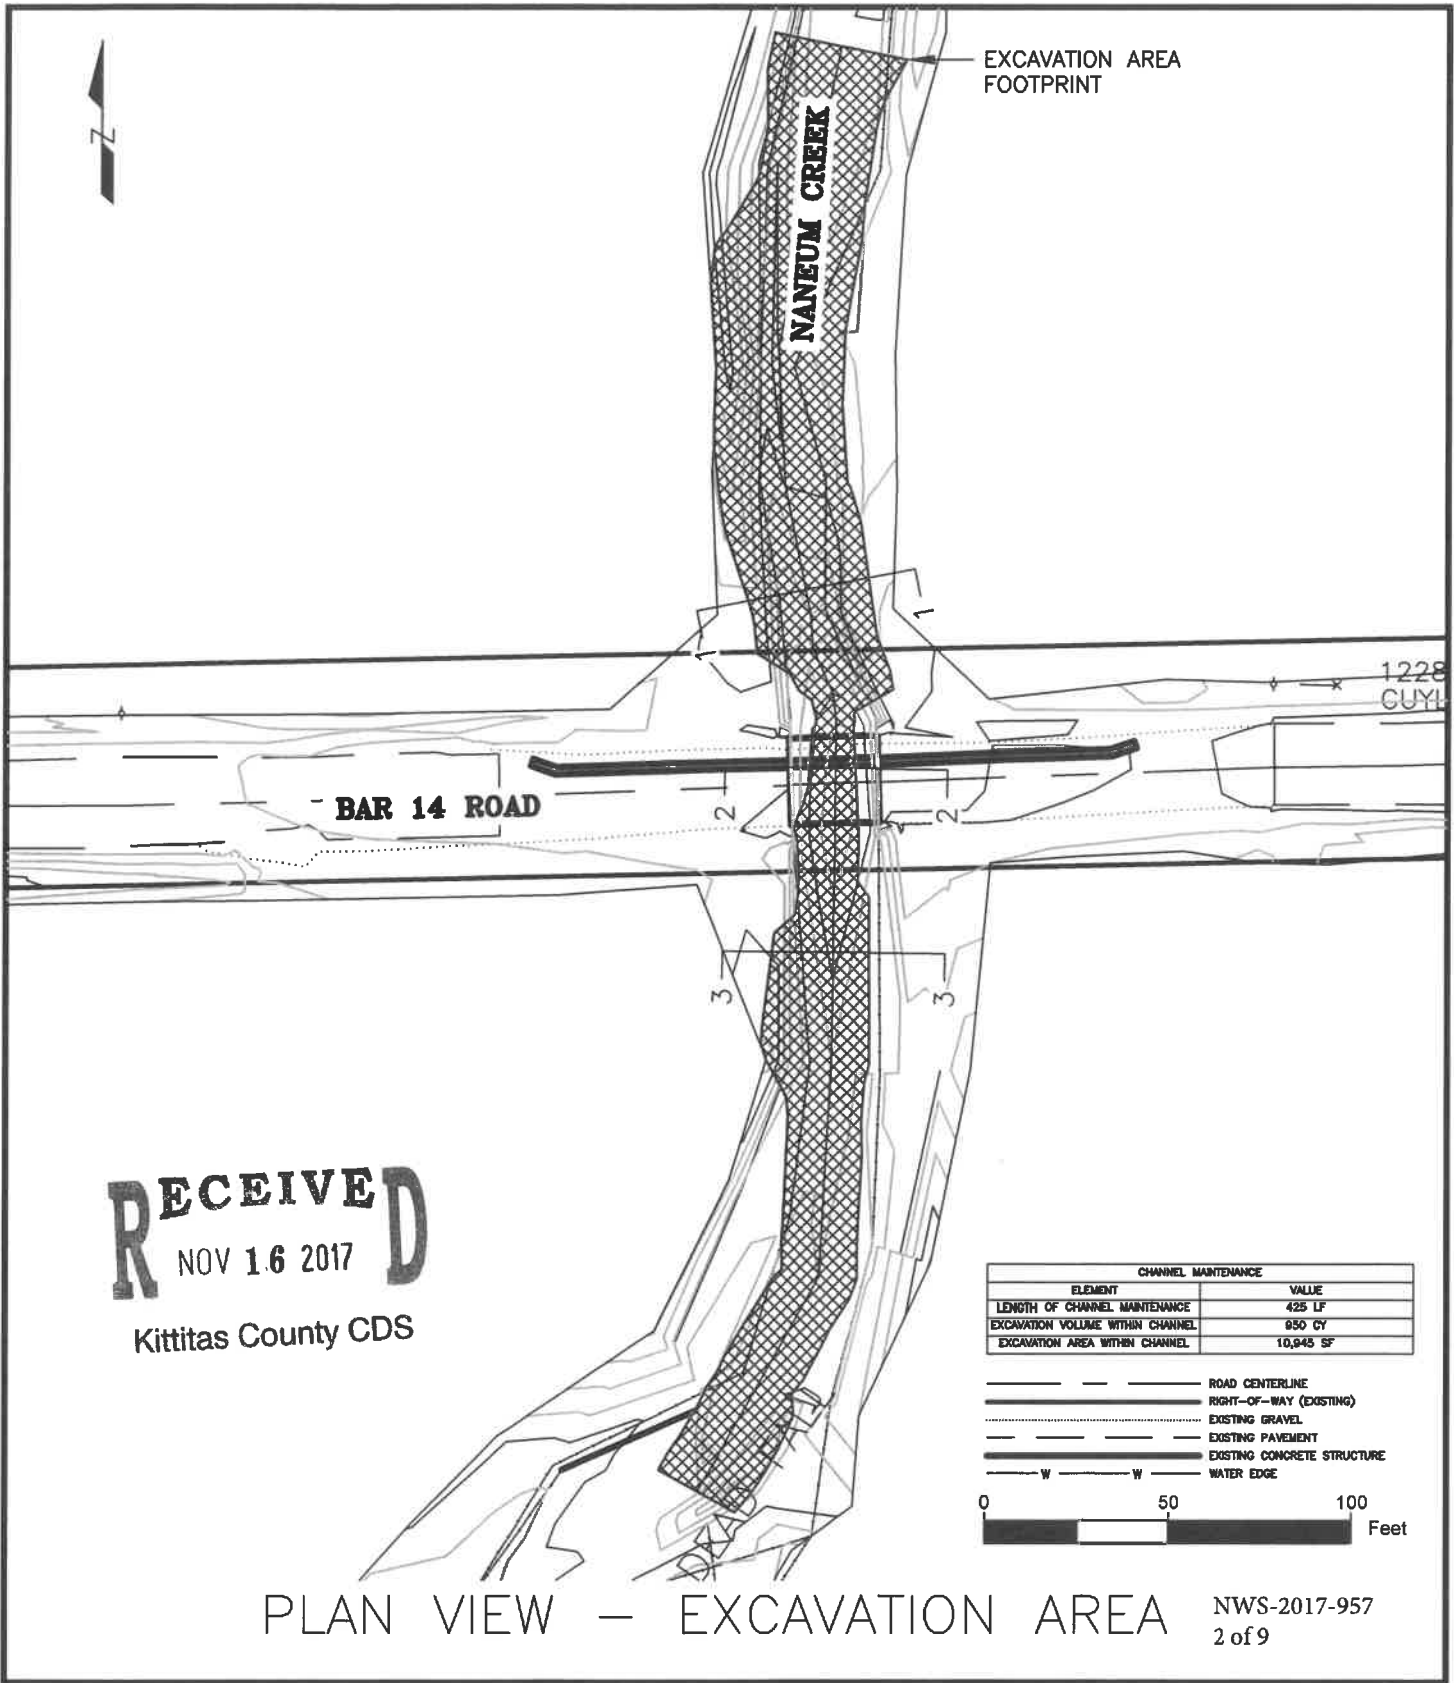 EXCAVATION AREA
FOOTPRINT
N
NANEUM CREEK
1
1
1228
CUYL
BAR 14 ROAD
2
2
3
3
RECEIVED
NOV 16 2017
Kittitas County CDS
CHANNEL MAINTENANCE
ELEMENT VALUE
LENGTH OF CHANNEL MAINTENANCE 425 LF
EXCAVATION VOLUME WITHIN CHANNEL 950 CY
EXCAVATION AREA WITHIN CHANNEL 10,945 SF
ROAD CENTERLINE
RIGHT-OF-WAY (EXISTING)
EXISTING GRAVEL
EXISTING PAVEMENT
EXISTING CONCRETE STRUCTURE
W W WATER EDGE
0 50 100
Feet
PLAN VIEW – EXCAVATION AREA
NWS-2017-957
2 of 9